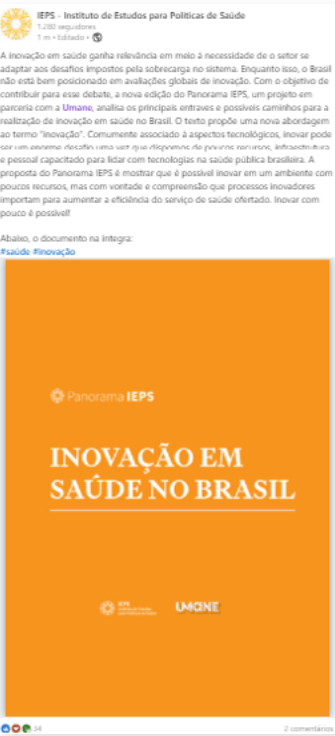 IEPS - Instituto de Estudos para Políticas de Saúde
1.280 seguidores
1 m • Editado •
A inovação em saúde ganha relevância em meio à necessidade de o setor se
adaptar aos desafios impostos pela sobrecarga no sistema. Enquanto isso, o Brasil
não está bem posicionado em avaliações globais de inovação. Com o objetivo de
contribuir para esse debate, a nova edição do Panorama IEPS, um projeto em
parceria com a Umane, analisa os principais entraves e possíveis caminhos para a
realização de inovação em saúde no Brasil. O texto propõe uma nova abordagem
ao termo "inovação". Comumente associado à aspectos tecnológicos, inovar pode
ser um enorme desafio uma vez que dispomos de poucos recursos, infraestrutura
e pessoal capacitado para lidar com tecnologias na saúde pública brasileira. A
proposta do Panorama IEPS é mostrar que é possível inovar em um ambiente com
poucos recursos, mas com vontade e compreensão que processos inovadores
importam para aumentar a eficiência do serviço de saúde ofertado. Inovar com
pouco é possível!
Abaixo, o documento na íntegra:
#saúde #inovação
Panorama IEPS
INOVAÇÃO EM
SAÚDE NO BRASIL
IEPS
UMANE
34
2 comentários